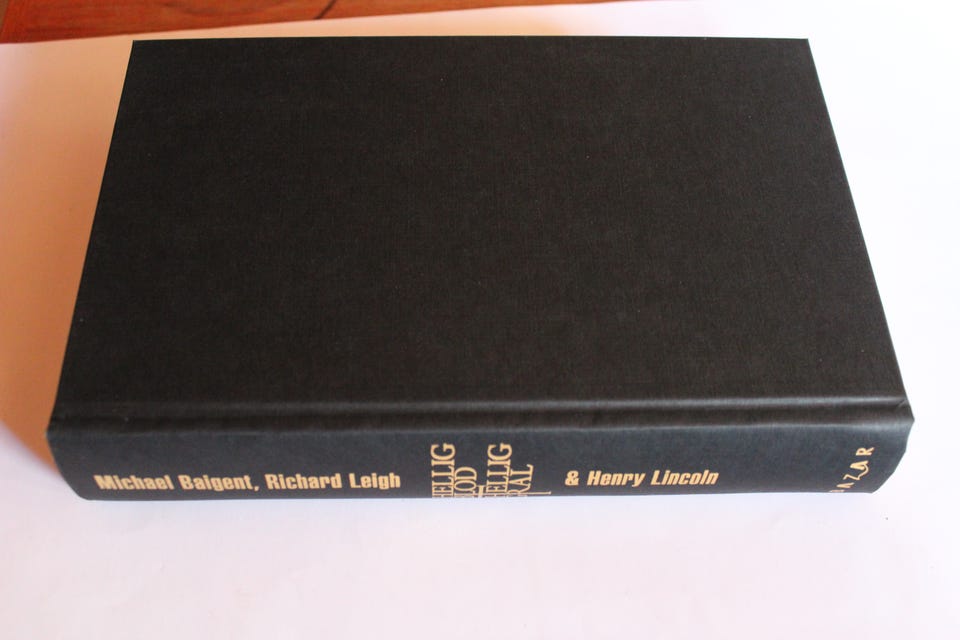 Michael Baigent, Richard Leigh
HELLIG
HELLIG
& Henry Lincoln